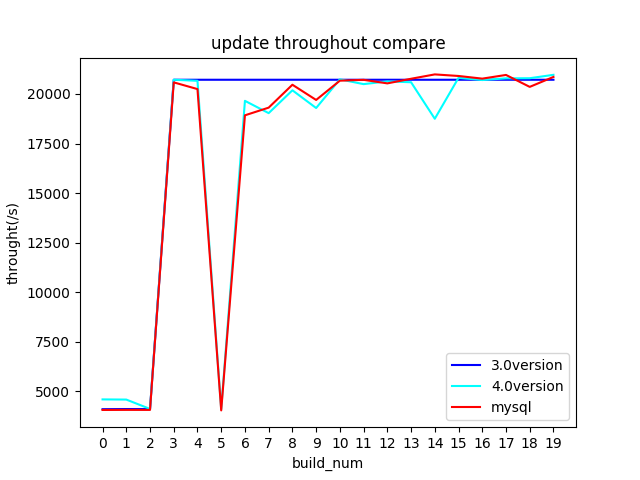 update throughout compare
throught(/s)
20000
17500
15000
12500
10000
7500
5000
0 1 2 3 4 5 6 7 8 9 10 11 12 13 14 15 16 17 18 19
build_num
3.0version
4.0version
mysql